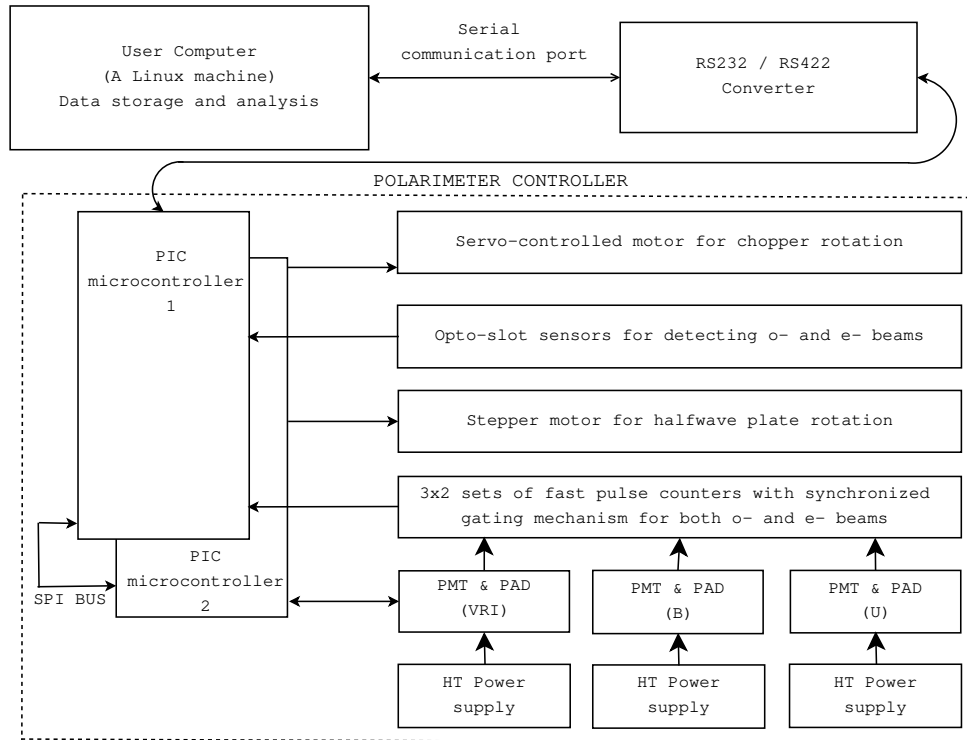 User Computer
(A Linux machine)
Data storage and analysis
Serial
communication port
RS232 / RS422
Converter
POLARIMETER CONTROLLER
PIC
microcontroller
1
Servo-controlled motor for chopper rotation
Opto-slot sensors for detecting o- and e- beams
Stepper motor for halfwave plate rotation
3x2 sets of fast pulse counters with synchronized
gating mechanism for both o- and e- beams
PIC
microcontroller
2
SPI BUS
PMT & PAD
(VRI)
PMT & PAD
(B)
PMT & PAD
(U)
HT Power
supply
HT Power
supply
HT Power
supply